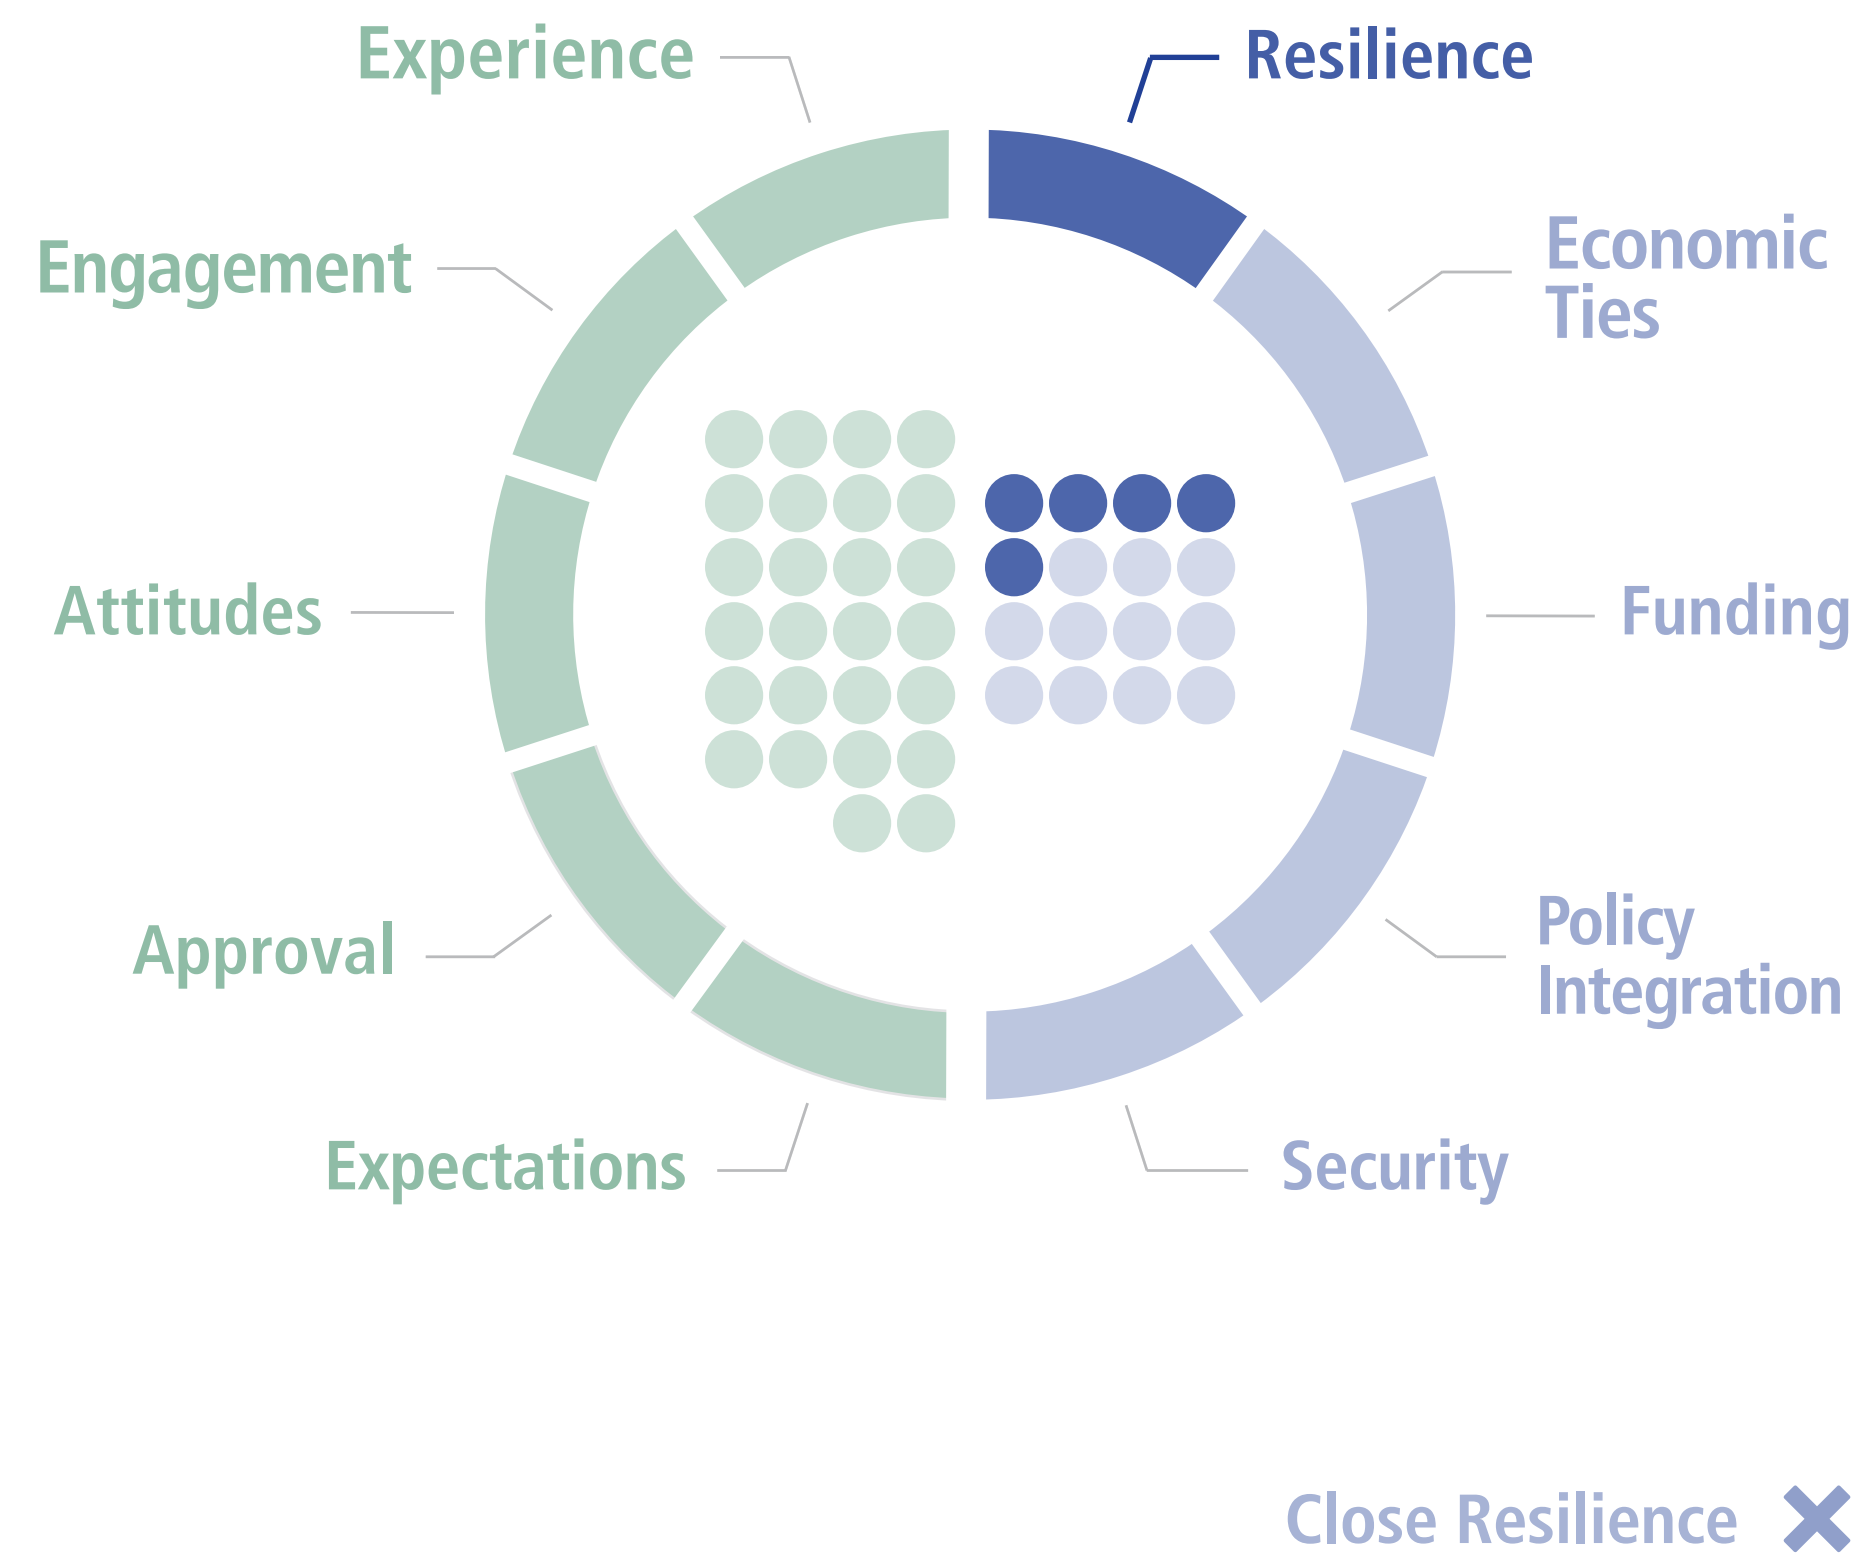 Experience
Resilience
Engagement
Economic
Ties
Attitudes
Funding
Approval
Policy
Integration
Expectations
Security
Close Resilience